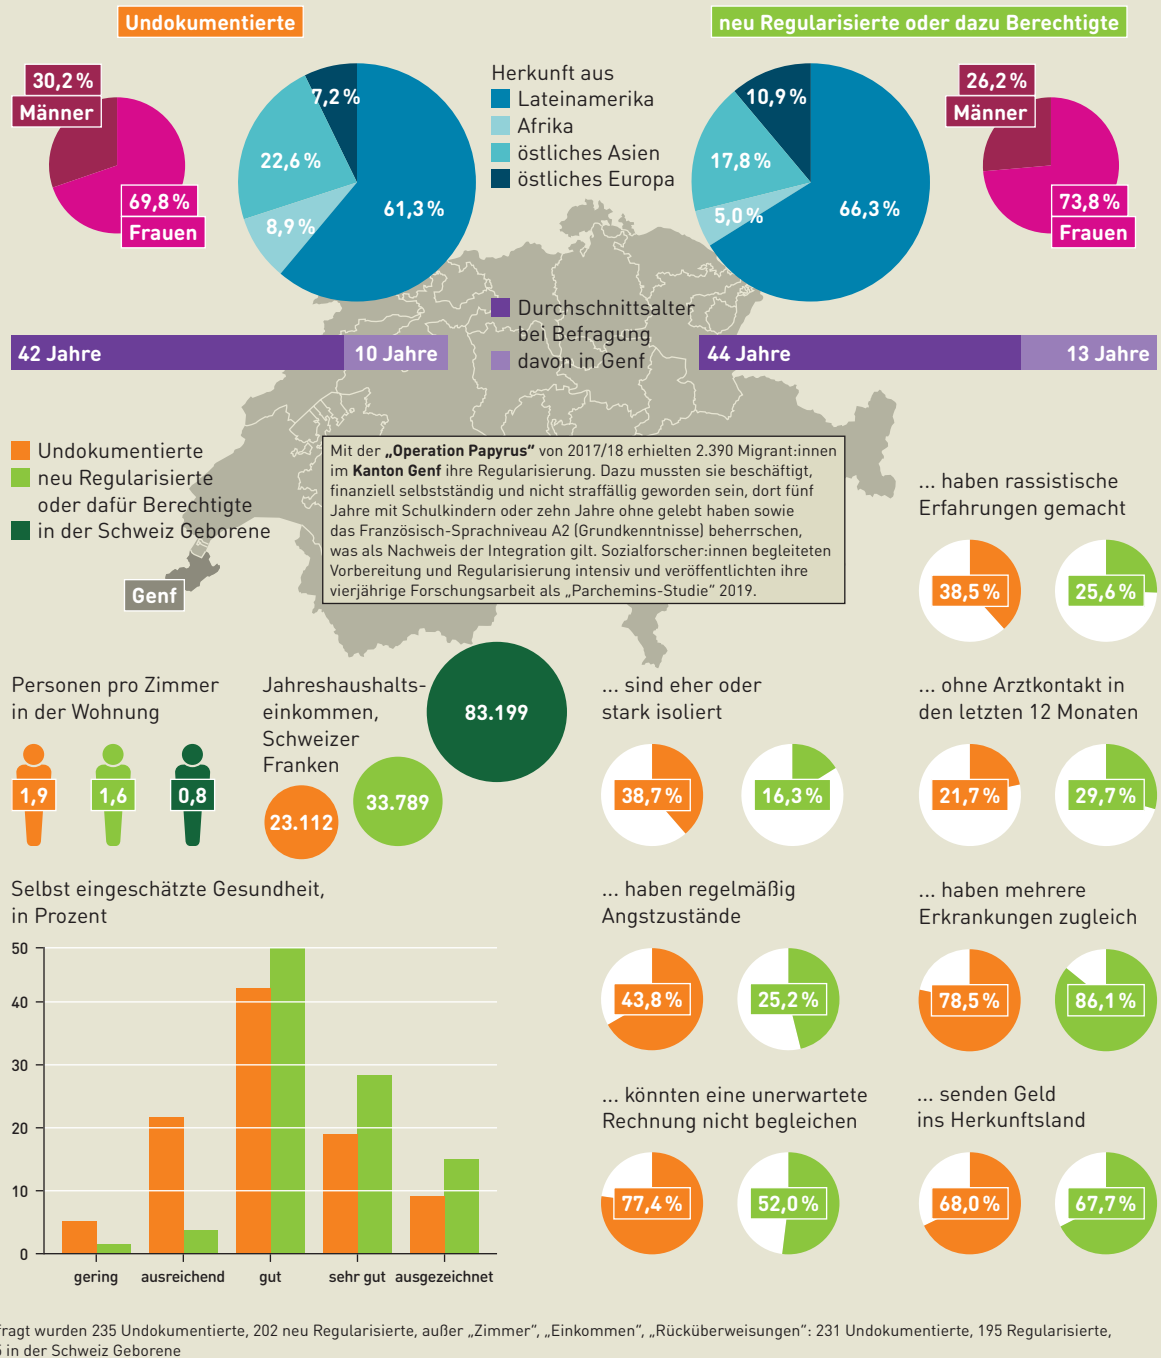 Undokumentierte
neu Regularisierte oder dazu Berechtigte
30,2 %
Männer
69,8 %
Frauen
7,2 %
22,6 %
8,9 %
61,3 %
Herkunft aus
Lateinamerika
Afrika
östliches Asien
östliches Europa
10,9 %
17,8 %
5,0 %
66,3 %
26,2 %
Männer
73,8 %
Frauen
42 Jahre
10 Jahre
Durchschnittsalter
bei Befragung
davon in Genf
44 Jahre
13 Jahre
Undokumentierte
neu Regularisierte
oder dafür Berechtigte
in der Schweiz Geborene
Genf
Mit der „Operation Papyrus“ von 2017/18 erhielten 2.390 Migrant:innen
im Kanton Genf ihre Regularisierung. Dazu mussten sie beschäftigt,
finanziell selbstständig und nicht straffällig geworden sein, dort fünf
Jahre mit Schulkindern oder zehn Jahre ohne gelebt haben sowie
das Französisch-Sprachniveau A2 (Grundkenntnisse) beherrschen,
was als Nachweis der Integration gilt. Sozialforscher:innen begleiteten
Vorbereitung und Regularisierung intensiv und veröffentlichten ihre
vierjährige Forschungsarbeit als „Parchemins-Studie“ 2019.
... haben rassistische
Erfahrungen gemacht
38,5 %
25,6 %
Personen pro Zimmer
in der Wohnung
1,9
1,6
0,8
Jahreshaushalts-
einkommen,
Schweizer
Franken
23.112
33.789
83.199
... sind eher oder
stark isoliert
38,7 %
16,3 %
... ohne Arztkontakt in
den letzten 12 Monaten
21,7 %
29,7 %
Selbst eingeschätzte Gesundheit,
in Prozent
50
40
30
20
10
0
gering
ausreichend
gut
sehr gut
ausgezeichnet
... haben regelmäßig
Angstzustände
43,8 %
25,2 %
... haben mehrere
Erkrankungen zugleich
78,5 %
86,1 %
... könnten eine unerwartete
Rechnung nicht begleichen
77,4 %
52,0 %
... senden Geld
ins Herkunftsland
68,0 %
67,7 %
fragt wurden 235 Undokumentierte, 202 neu Regularisierte, außer „Zimmer“, „Einkommen“, „Rücküberweisungen“: 231 Undokumentierte, 195 Regularisierte,
in der Schweiz Geborene